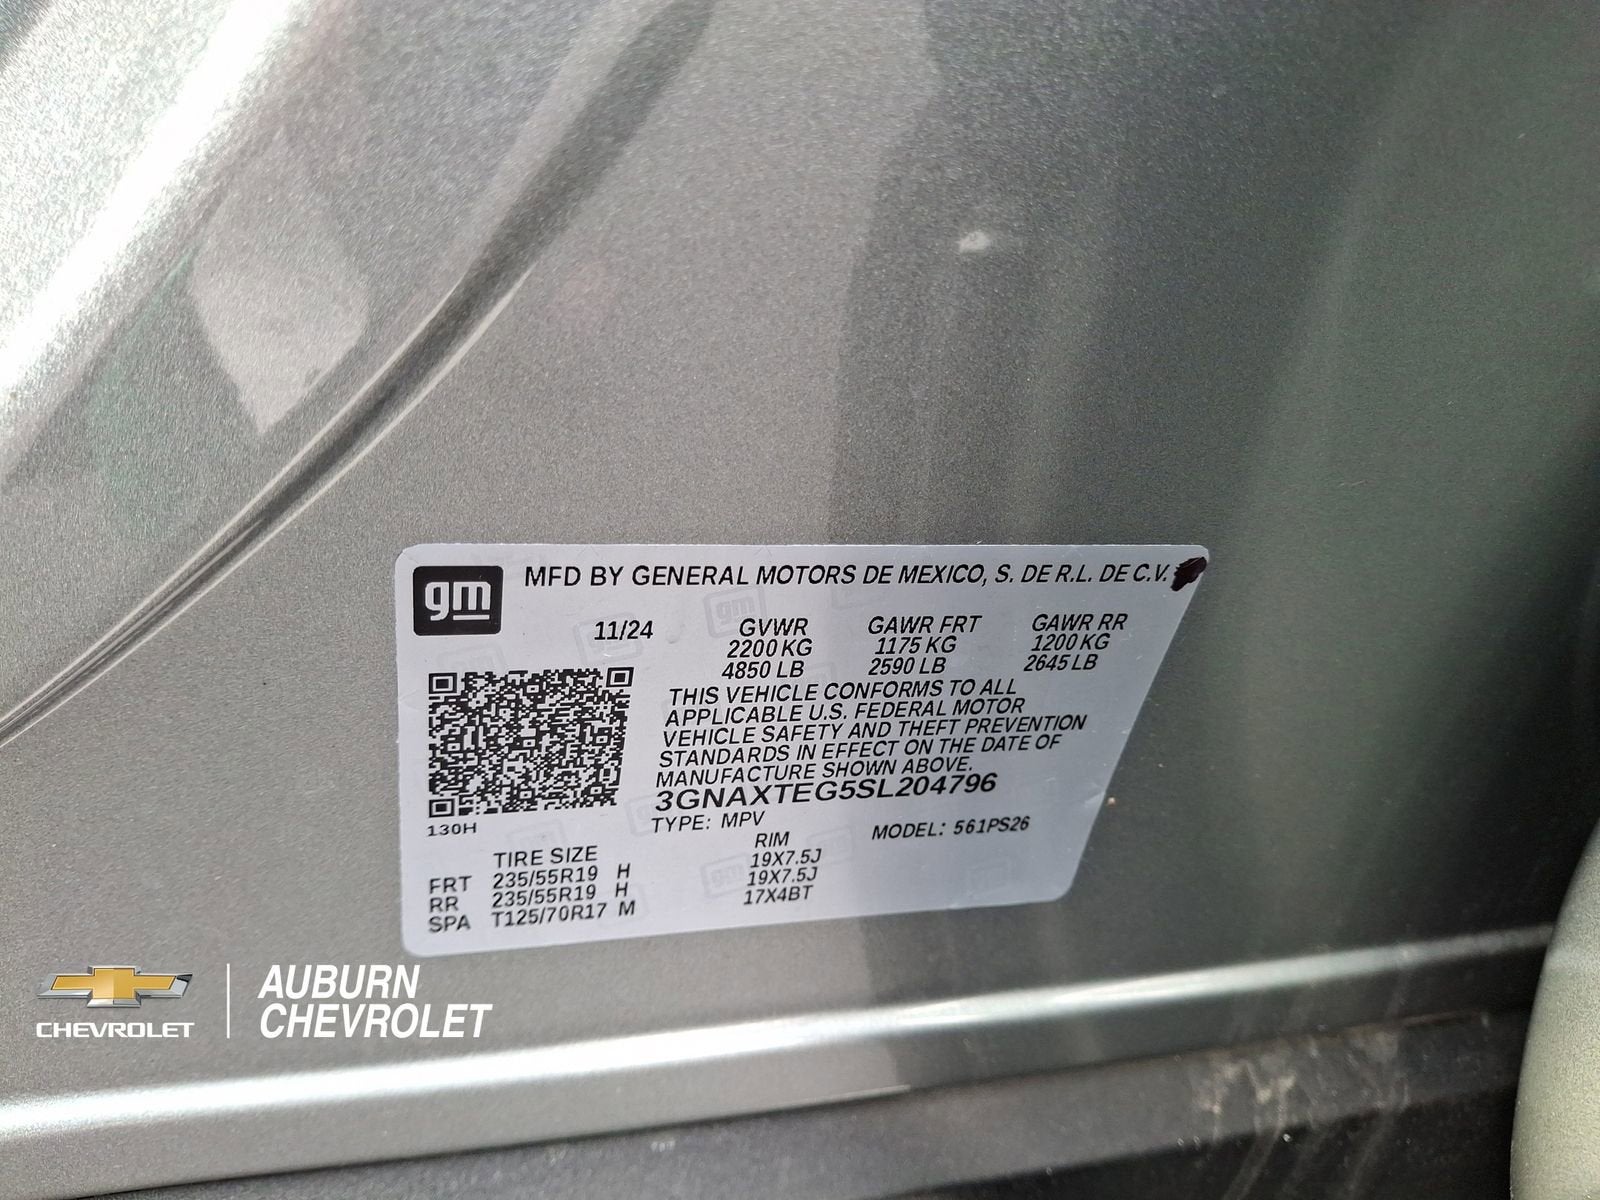 gm
MFD BY GENERAL MOTORS DE MEXICO, S. DE R.L. DE C.V.
11/24 GVWR GAWR FRT GAWR RR
2200 KG 1175 KG 1200 KG
4850 LB 2590 LB 2645 LB
THIS VEHICLE CONFORMS TO ALL
APPLICABLE U.S. FEDERAL MOTOR
VEHICLE SAFETY AND THEFT PREVENTION
STANDARDS IN EFFECT ON THE DATE OF
MANUFACTURE SHOWN ABOVE.
3GNAXTEG5SL204796
130H
TYPE: MPV MODEL: 561PS26
TIRE SIZE RIM
FRT 235/55R19 H 19X7.5J
RR 235/55R19 H 19X7.5J
SPA T125/70R17 M 17X4BT
CHEVROLET
AUBURN
CHEVROLET